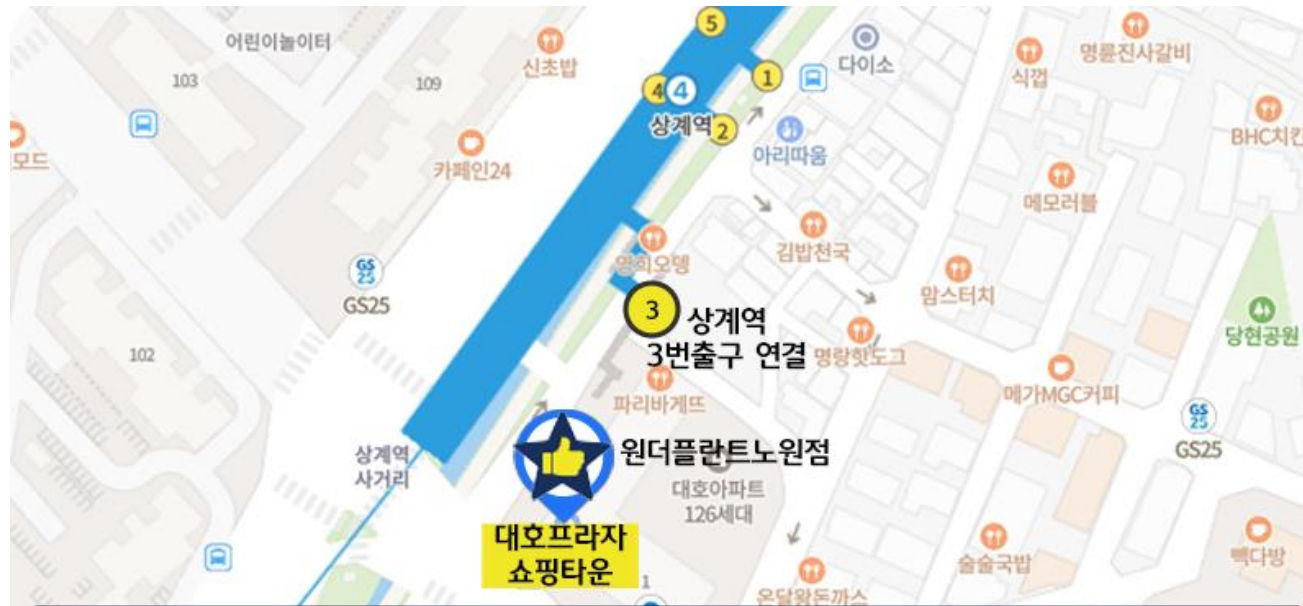 5
어린이놀이터
신초밥
다이소
명륜진사갈비
식껍
103
109
1
4
4
상계역
2
아리따움
BHC치킨
모드
카페인24
메모러블
영희오뎅
김밥천국
GS
25
GS25
맘스터치
3
상계역
3번출구 연결
명랑핫도그
당현공원
102
파리바게뜨
메가MGC커피
GS
25
GS25
상계역
사거리
원더플란트노원점
대호아파트
126세대
대호프라자
쇼핑타운
술술국밥
빽다방
1
온달왕돈까스